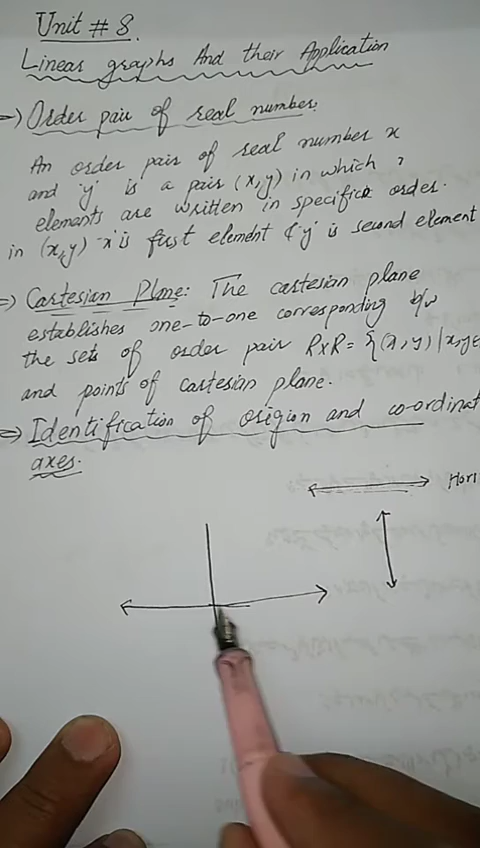 Unit # 8.
Linear graphs And their Application
=) Order pair of real number:
An order pair of real number x
and 'y' is a pair (x,y) in which
elements are written in specific order.
in (x,y) 'x' is first element & 'y' is second element
=) Cartesian Plane: The cartesian plane
establishes one-to-one corresponding b/w
the sets of order pair RxR = {(x,y) | x,y ∈
and points of cartesian plane.
=) Identification of origion and co-ordinat
axes.
Hori